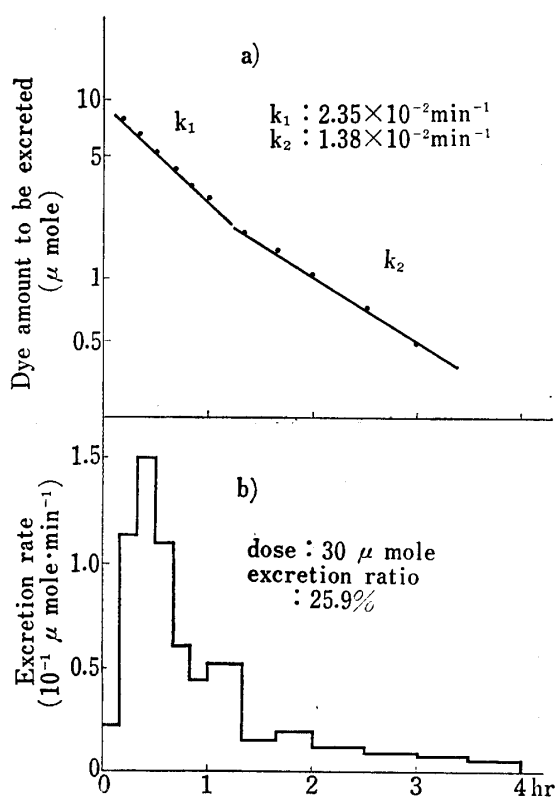 a)
10
5
1
0.5
Dye amount to be excreted
(μ mole)
k₁
k₂
k₁ : 2.35×10⁻²min⁻¹
k₂ : 1.38×10⁻²min⁻¹
b)
1.5
1.0
0.5
0
Excretion rate
(10⁻¹ μ mole·min⁻¹)
dose : 30 μ mole
excretion ratio
: 25.9%
0 1 2 3 4 hr